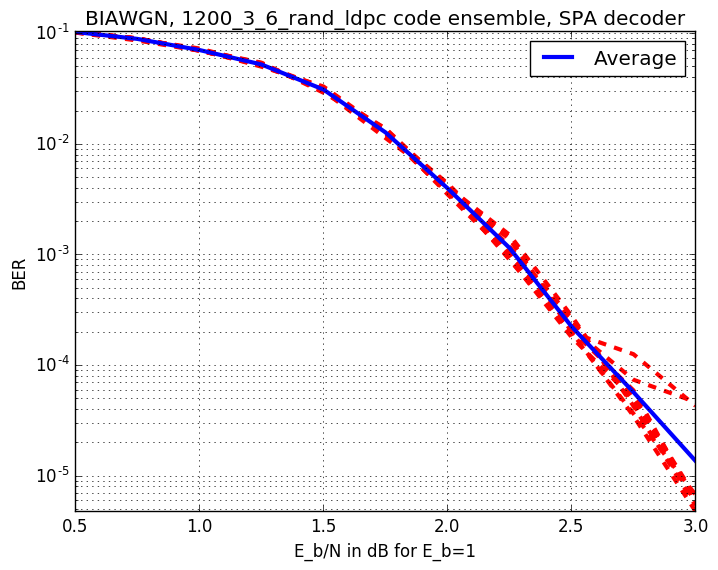 BIAWGN, 1200_3_6_rand_ldpc code ensemble, SPA decoder
Average
10^-1
10^-2
10^-3
10^-4
10^-5
BER
0.5 1.0 1.5 2.0 2.5 3.0
E_b/N in dB for E_b=1